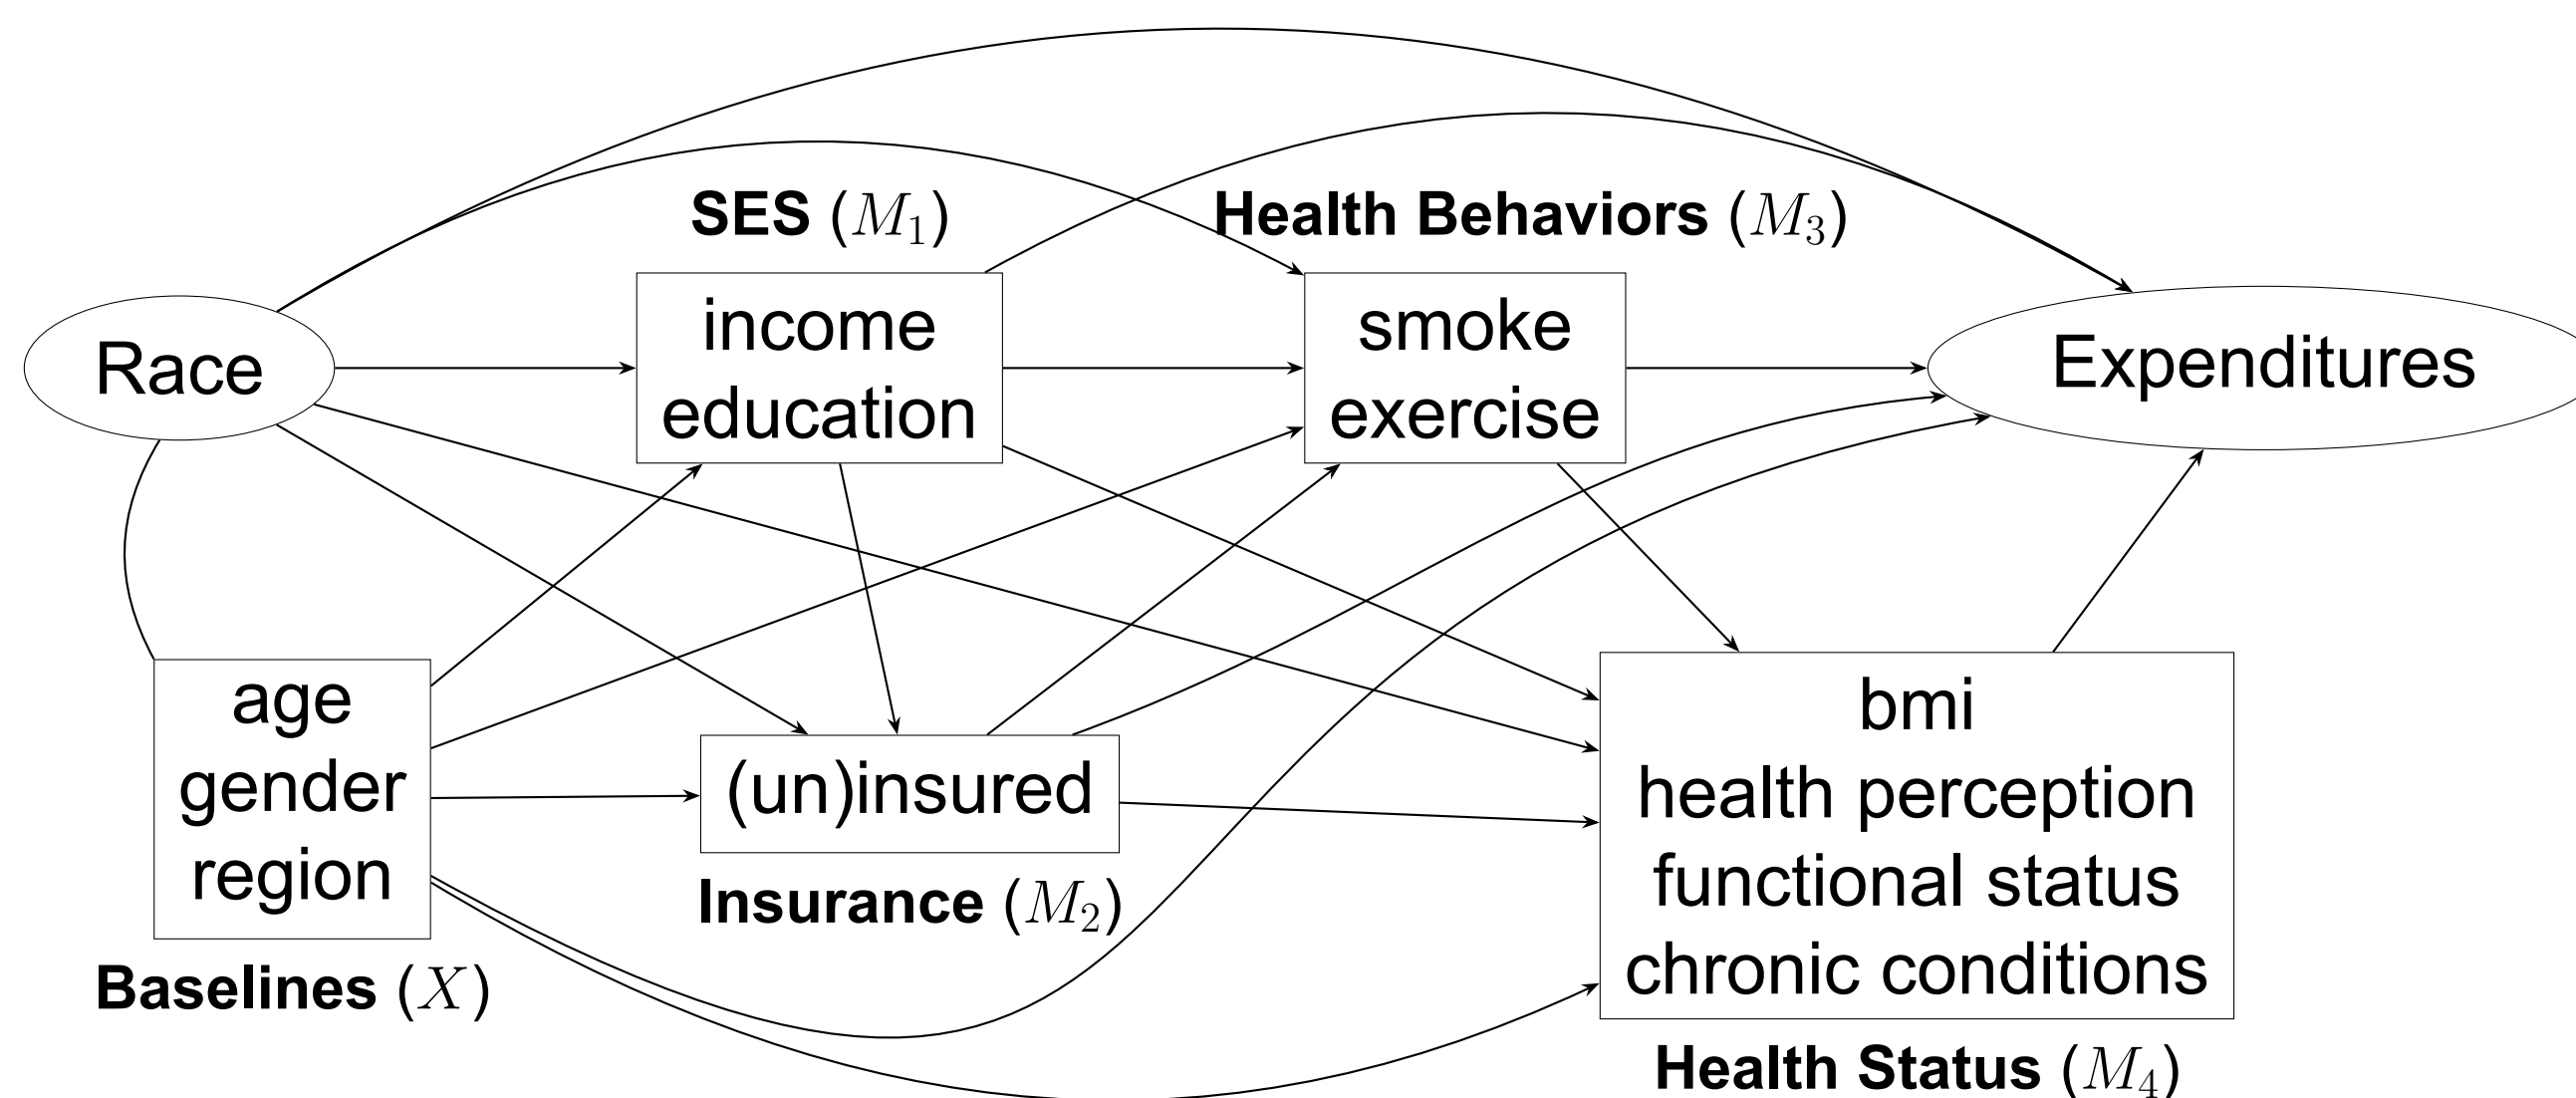 SES (M1)
Health Behaviors (M3)
Race
income
education
smoke
exercise
Expenditures
age
gender
region
Baselines (X)
(un)insured
Insurance (M2)
bmi
health perception
functional status
chronic conditions
Health Status (M4)